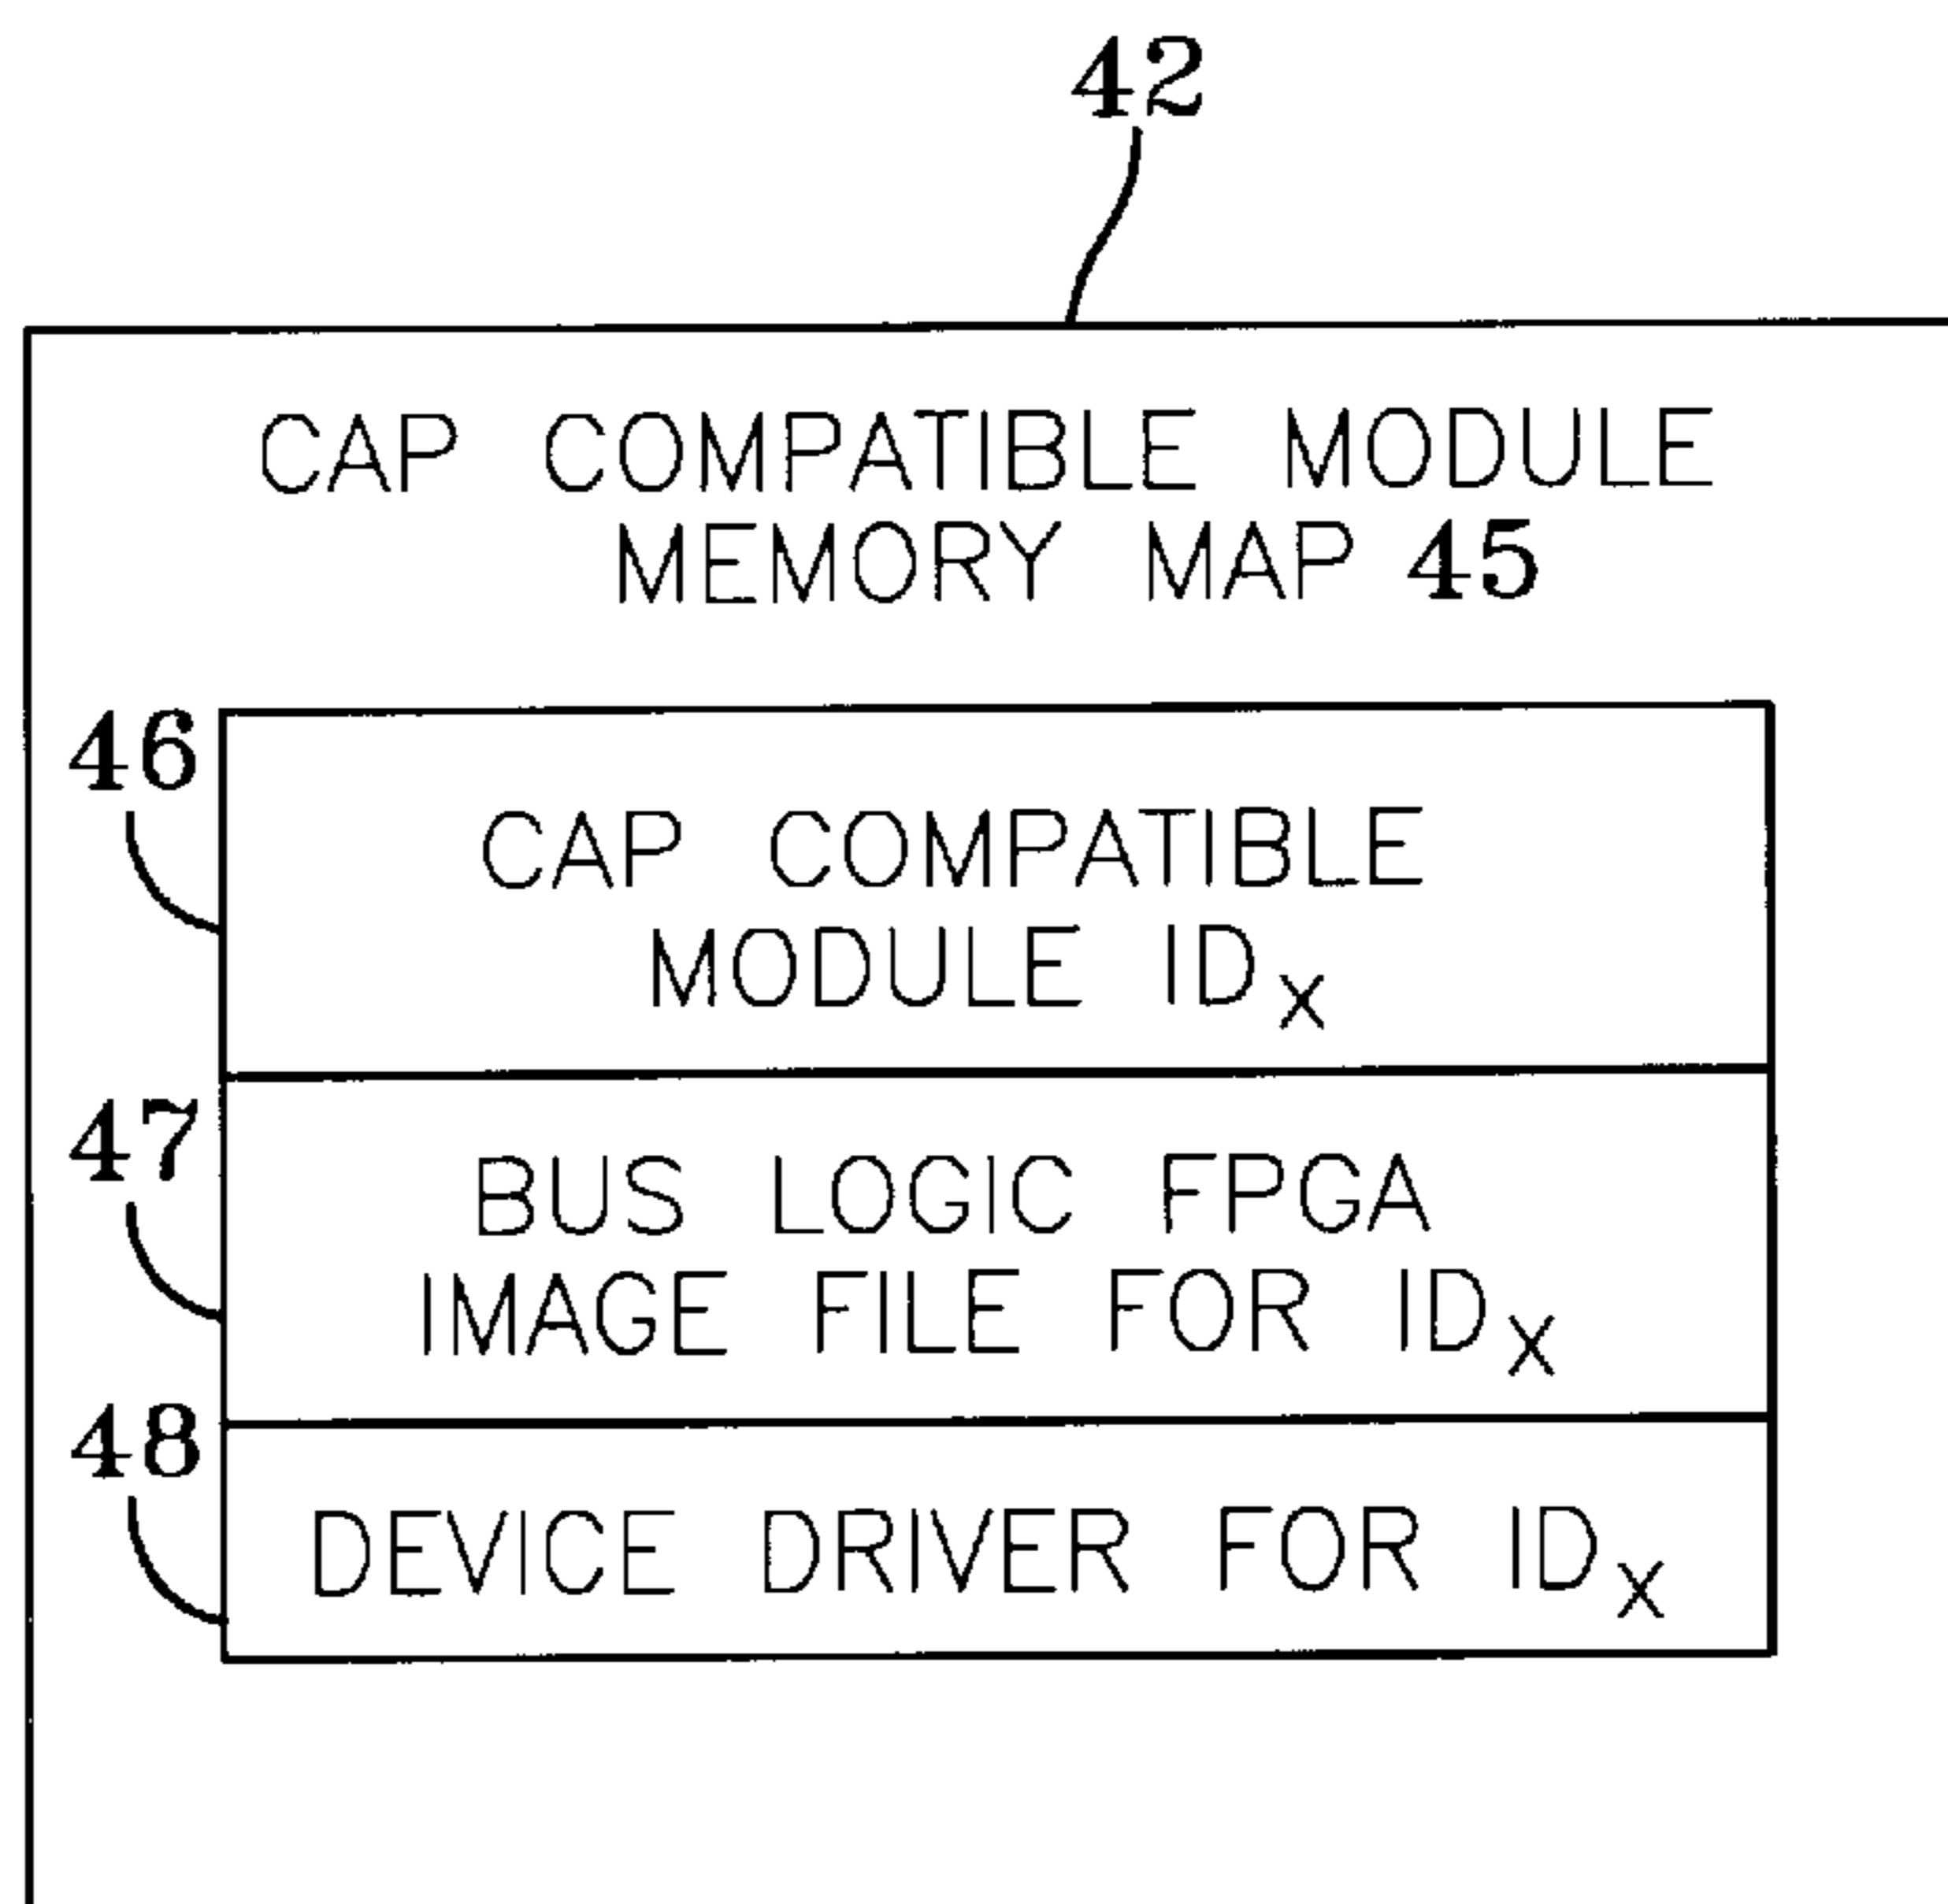 42
CAP COMPATIBLE MODULE
MEMORY MAP 45
46
CAP COMPATIBLE
MODULE IDX
47
BUS LOGIC FPGA
IMAGE FILE FOR IDX
48
DEVICE DRIVER FOR IDX